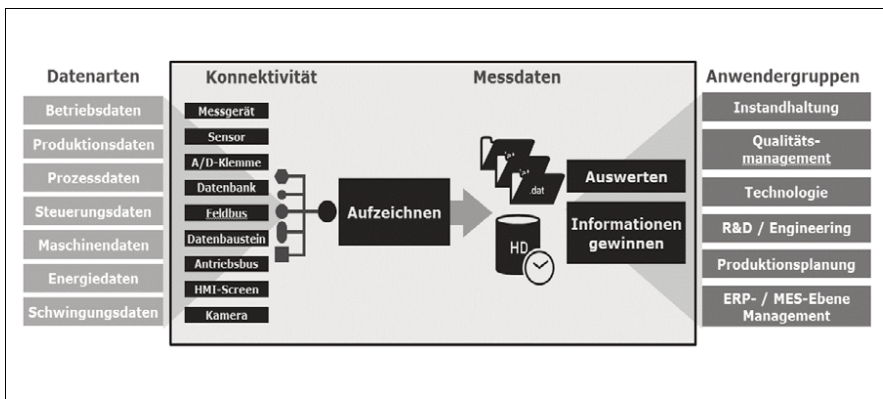 Datenarten
Betriebsdaten
Produktionsdaten
Prozessdaten
Steuerungsdaten
Maschinendaten
Energiedaten
Schwingungsdaten
Konnektivität
Messgerät
Sensor
A/D-Klemme
Datenbank
Feldbus
Datenbaustein
Antriebsbus
HMI-Screen
Kamera
Aufzeichnen
Messdaten
.dat
HD
Auswerten
Informationen
gewinnen
Anwendergruppen
Instandhaltung
Qualitäts-
management
Technologie
R&D / Engineering
Produktionsplanung
ERP- / MES-Ebene
Management